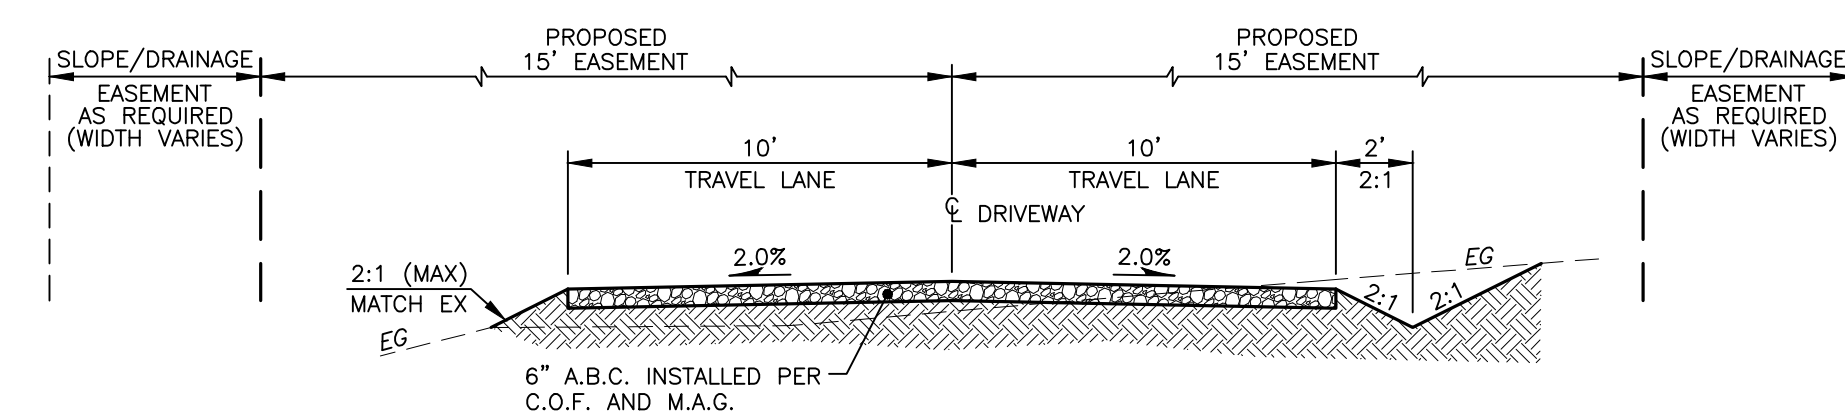 PROPOSED
15' EASEMENT
PROPOSED
15' EASEMENT
SLOPE/DRAINAGE
EASEMENT
AS REQUIRED
(WIDTH VARIES)
SLOPE/DRAINAGE
EASEMENT
AS REQUIRED
(WIDTH VARIES)
10'
TRAVEL LANE
10'
TRAVEL LANE
2'
2:1
℄ DRIVEWAY
2.0%
2.0%
EG
2:1 (MAX)
MATCH EX
2:1
2:1
EG
6" A.B.C. INSTALLED PER
C.O.F. AND M.A.G.